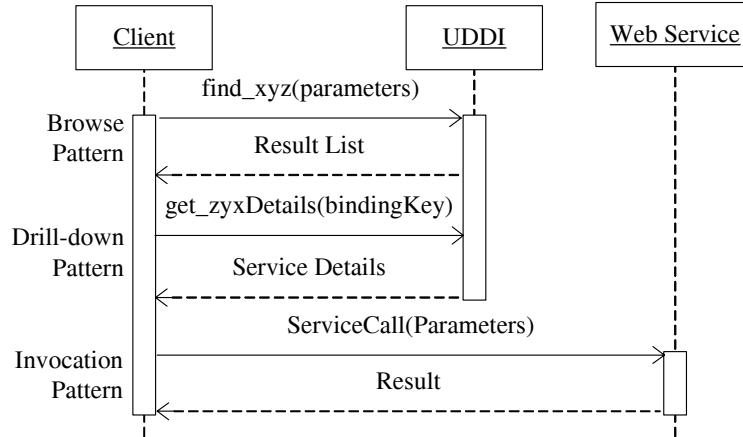 Client
UDDI
Web Service
find_xyz(parameters)
Browse
Pattern
Result List
get_zyxDetails(bindingKey)
Drill-down
Pattern
Service Details
ServiceCall(Parameters)
Invocation
Pattern
Result